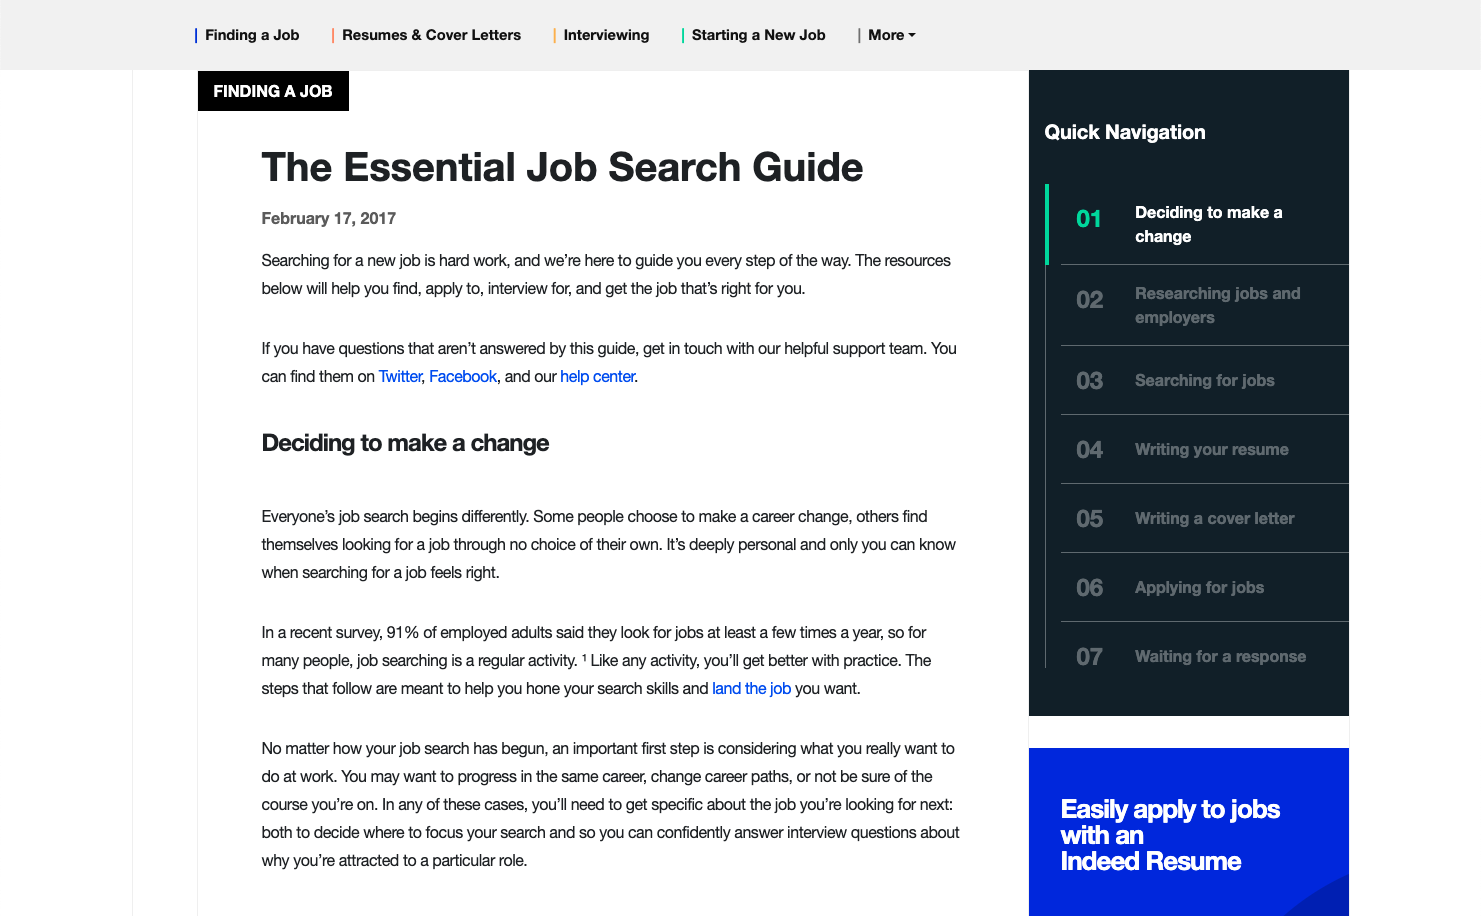 Finding a Job
Resumes & Cover Letters
Interviewing
Starting a New Job
More
FINDING A JOB
The Essential Job Search Guide
February 17, 2017
Searching for a new job is hard work, and we’re here to guide you every step of the way. The resources
below will help you find, apply to, interview for, and get the job that’s right for you.
If you have questions that aren’t answered by this guide, get in touch with our helpful support team. You
can find them on Twitter, Facebook, and our help center.
Deciding to make a change
Everyone’s job search begins differently. Some people choose to make a career change, others find
themselves looking for a job through no choice of their own. It’s deeply personal and only you can know
when searching for a job feels right.
In a recent survey, 91% of employed adults said they look for jobs at least a few times a year, so for
many people, job searching is a regular activity. ¹ Like any activity, you’ll get better with practice. The
steps that follow are meant to help you hone your search skills and land the job you want.
No matter how your job search has begun, an important first step is considering what you really want to
do at work. You may want to progress in the same career, change career paths, or not be sure of the
course you’re on. In any of these cases, you’ll need to get specific about the job you’re looking for next:
both to decide where to focus your search and so you can confidently answer interview questions about
why you’re attracted to a particular role.
Quick Navigation
01 Deciding to make a
change
02 Researching jobs and
employers
03 Searching for jobs
04 Writing your resume
05 Writing a cover letter
06 Applying for jobs
07 Waiting for a response
Easily apply to jobs
with an
Indeed Resume